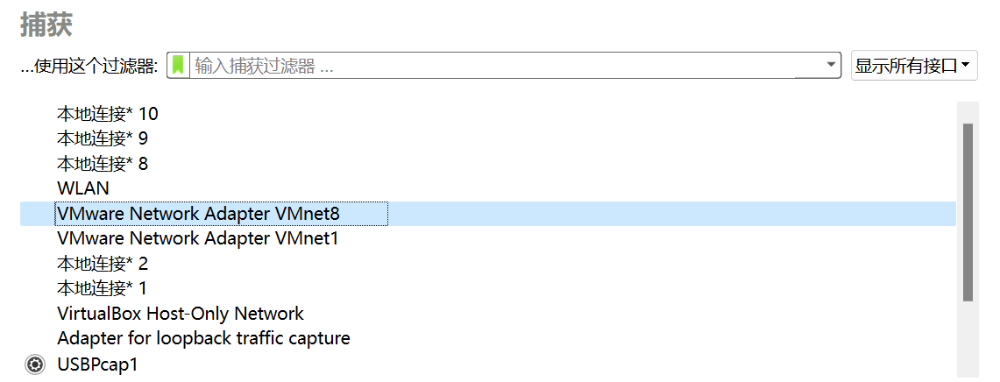 捕获
...使用这个过滤器: 输入捕获过滤器 ... 显示所有接口
本地连接* 10
本地连接* 9
本地连接* 8
WLAN
VMware Network Adapter VMnet8
VMware Network Adapter VMnet1
本地连接* 2
本地连接* 1
VirtualBox Host-Only Network
Adapter for loopback traffic capture
USBPcap1